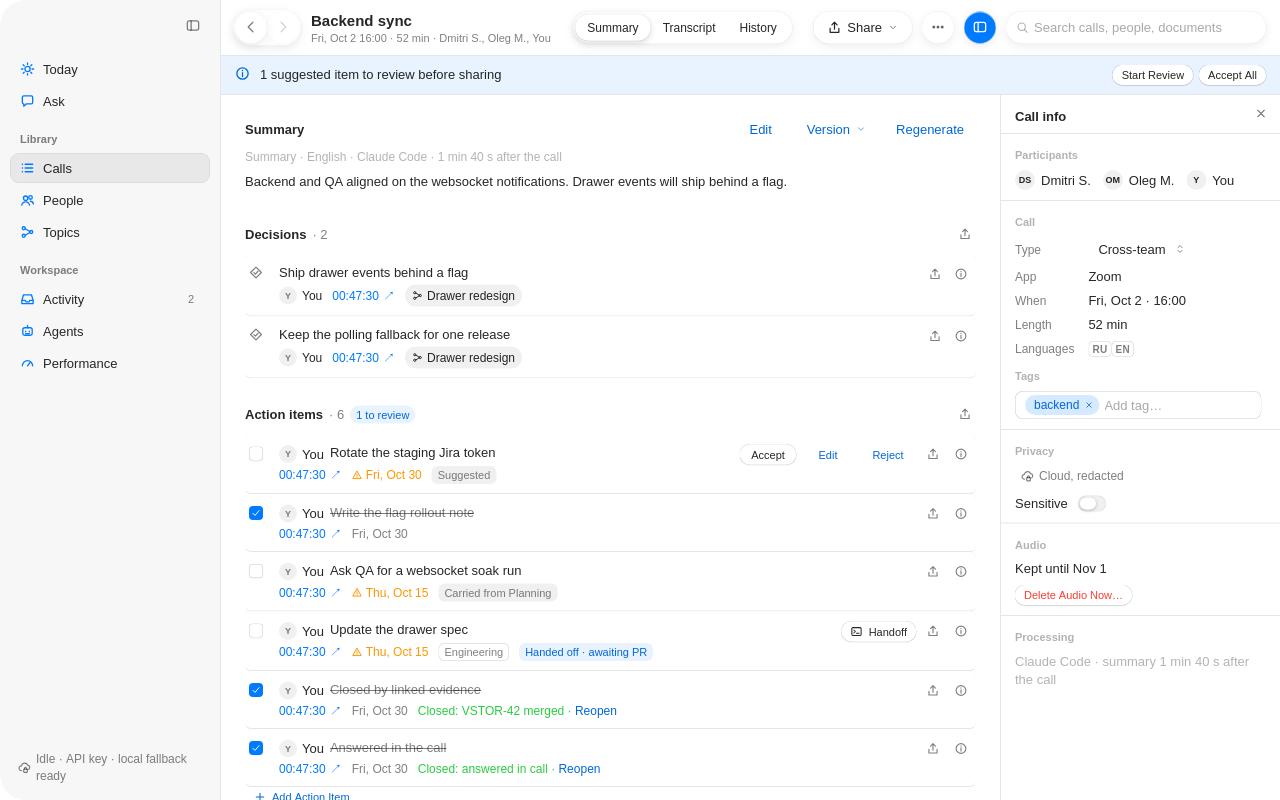 Today
Ask
Library
Calls
People
Topics
Workspace
Activity 2
Agents
Performance
Idle · API key · local fallback
ready
Backend sync
Fri, Oct 2 16:00 · 52 min · Dmitri S., Oleg M., You
Summary Transcript History
Share
Search calls, people, documents
1 suggested item to review before sharing
Start Review Accept All
Summary
Edit Version Regenerate
Summary · English · Claude Code · 1 min 40 s after the call
Backend and QA aligned on the websocket notifications. Drawer events will ship behind a flag.
Decisions · 2
Ship drawer events behind a flag
Y You 00:47:30 Drawer redesign
Keep the polling fallback for one release
Y You 00:47:30 Drawer redesign
Action items · 6 1 to review
Y You Rotate the staging Jira token Accept Edit Reject
00:47:30 Fri, Oct 30 Suggested
Y You Write the flag rollout note
00:47:30 Fri, Oct 30
Y You Ask QA for a websocket soak run
00:47:30 Thu, Oct 15 Carried from Planning
Y You Update the drawer spec Handoff
00:47:30 Thu, Oct 15 Engineering Handed off · awaiting PR
Y You Closed by linked evidence
00:47:30 Fri, Oct 30 Closed: VSTOR-42 merged · Reopen
Y You Answered in the call
00:47:30 Fri, Oct 30 Closed: answered in call · Reopen
Add Action Item
Call info
Participants
DS Dmitri S. OM Oleg M. Y You
Call
Type Cross-team
App Zoom
When Fri, Oct 2 · 16:00
Length 52 min
Languages RU EN
Tags
backend × Add tag…
Privacy
Cloud, redacted
Sensitive
Audio
Kept until Nov 1
Delete Audio Now…
Processing
Claude Code · summary 1 min 40 s after
the call